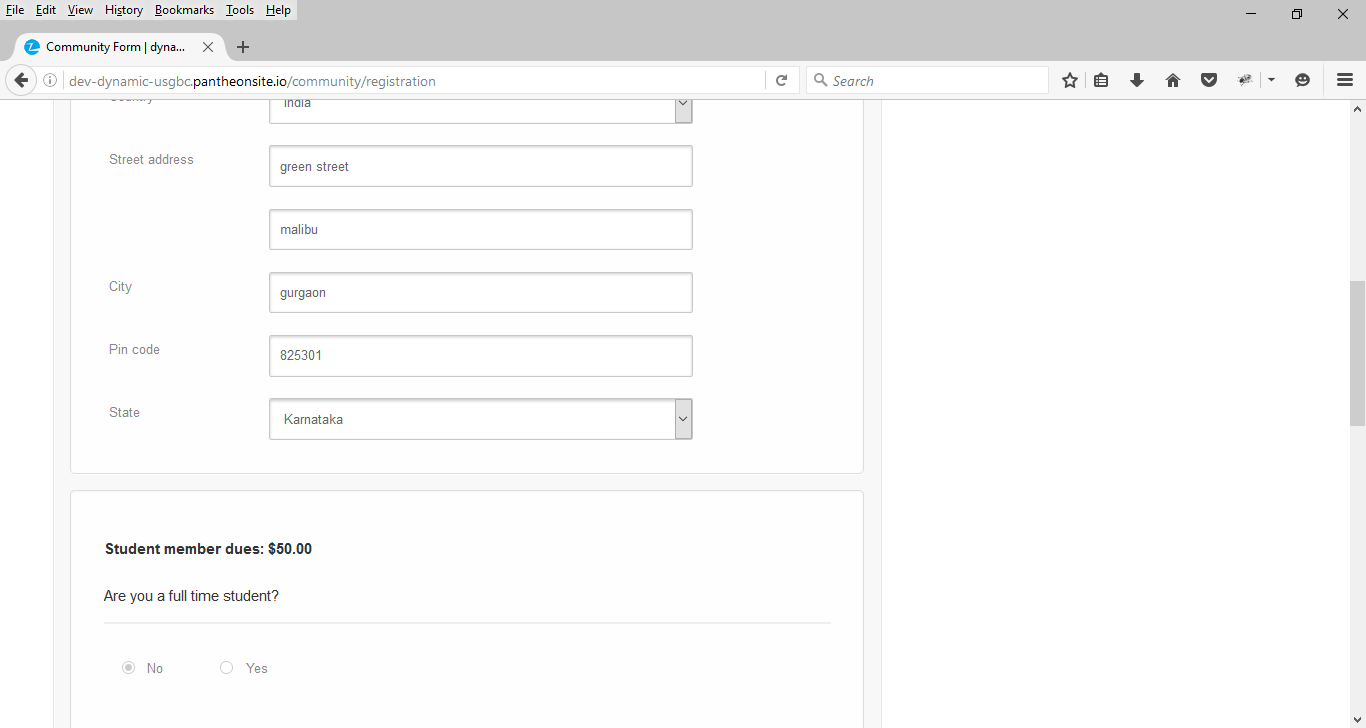 File Edit View History Bookmarks Tools Help
Community Form | dyna...
dev-dynamic-usgbc.pantheonsite.io/community/registration
Search
Country
India
Street address
green street
malibu
City
gurgaon
Pin code
825301
State
Karnataka
Student member dues: $50.00
Are you a full time student?
No
Yes